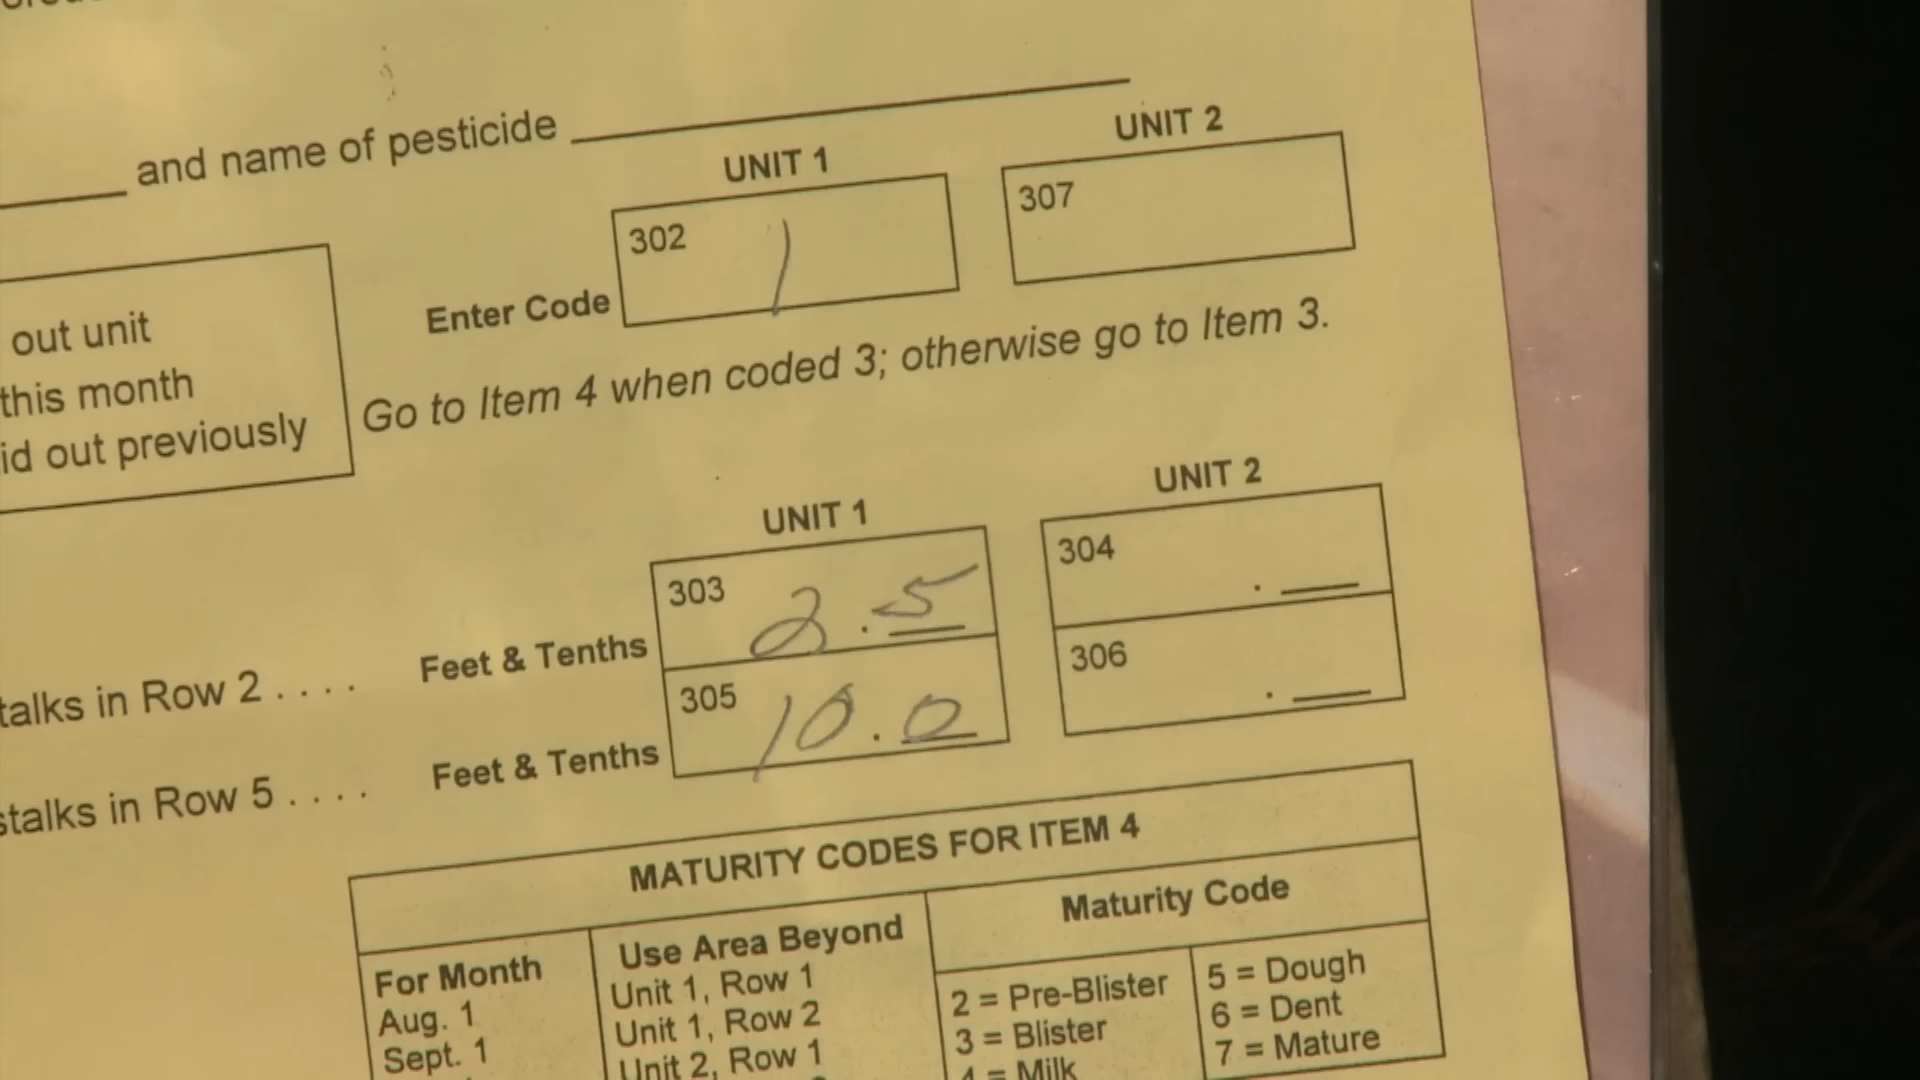 and name of pesticide
UNIT 1 UNIT 2
302 1 307
Enter Code
out unit
this month
id out previously
Go to Item 4 when coded 3; otherwise go to Item 3.
UNIT 1 UNIT 2
303 2.5 304 .
talks in Row 2 .... Feet & Tenths
305 10.0 306 .
stalks in Row 5 .... Feet & Tenths
MATURITY CODES FOR ITEM 4
For Month Use Area Beyond Maturity Code
Aug. 1 Unit 1, Row 1 2 = Pre-Blister 5 = Dough
Sept. 1 Unit 1, Row 2 3 = Blister 6 = Dent
Unit 2, Row 1 4 = Milk 7 = Mature